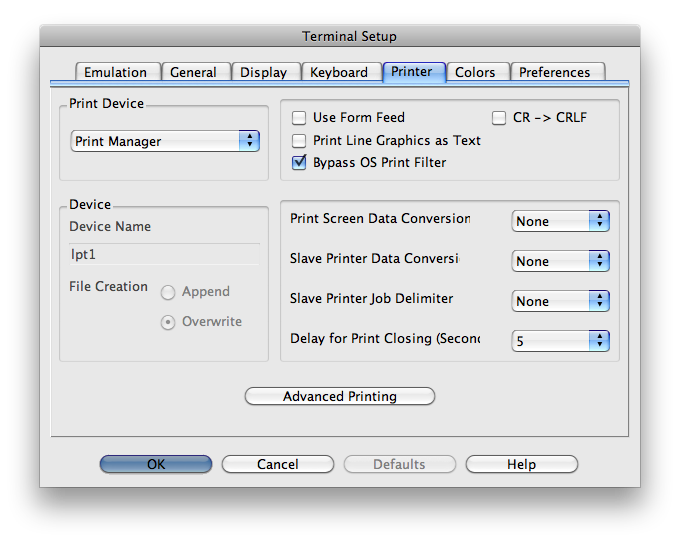 Terminal Setup
Emulation General Display Keyboard Printer Colors Preferences
Print Device
Print Manager
Use Form Feed CR -> CRLF
Print Line Graphics as Text
Bypass OS Print Filter
Device
Device Name
lpt1
File Creation
Append
Overwrite
Print Screen Data Conversion None
Slave Printer Data Conversi None
Slave Printer Job Delimiter None
Delay for Print Closing (Second 5
Advanced Printing
OK Cancel Defaults Help